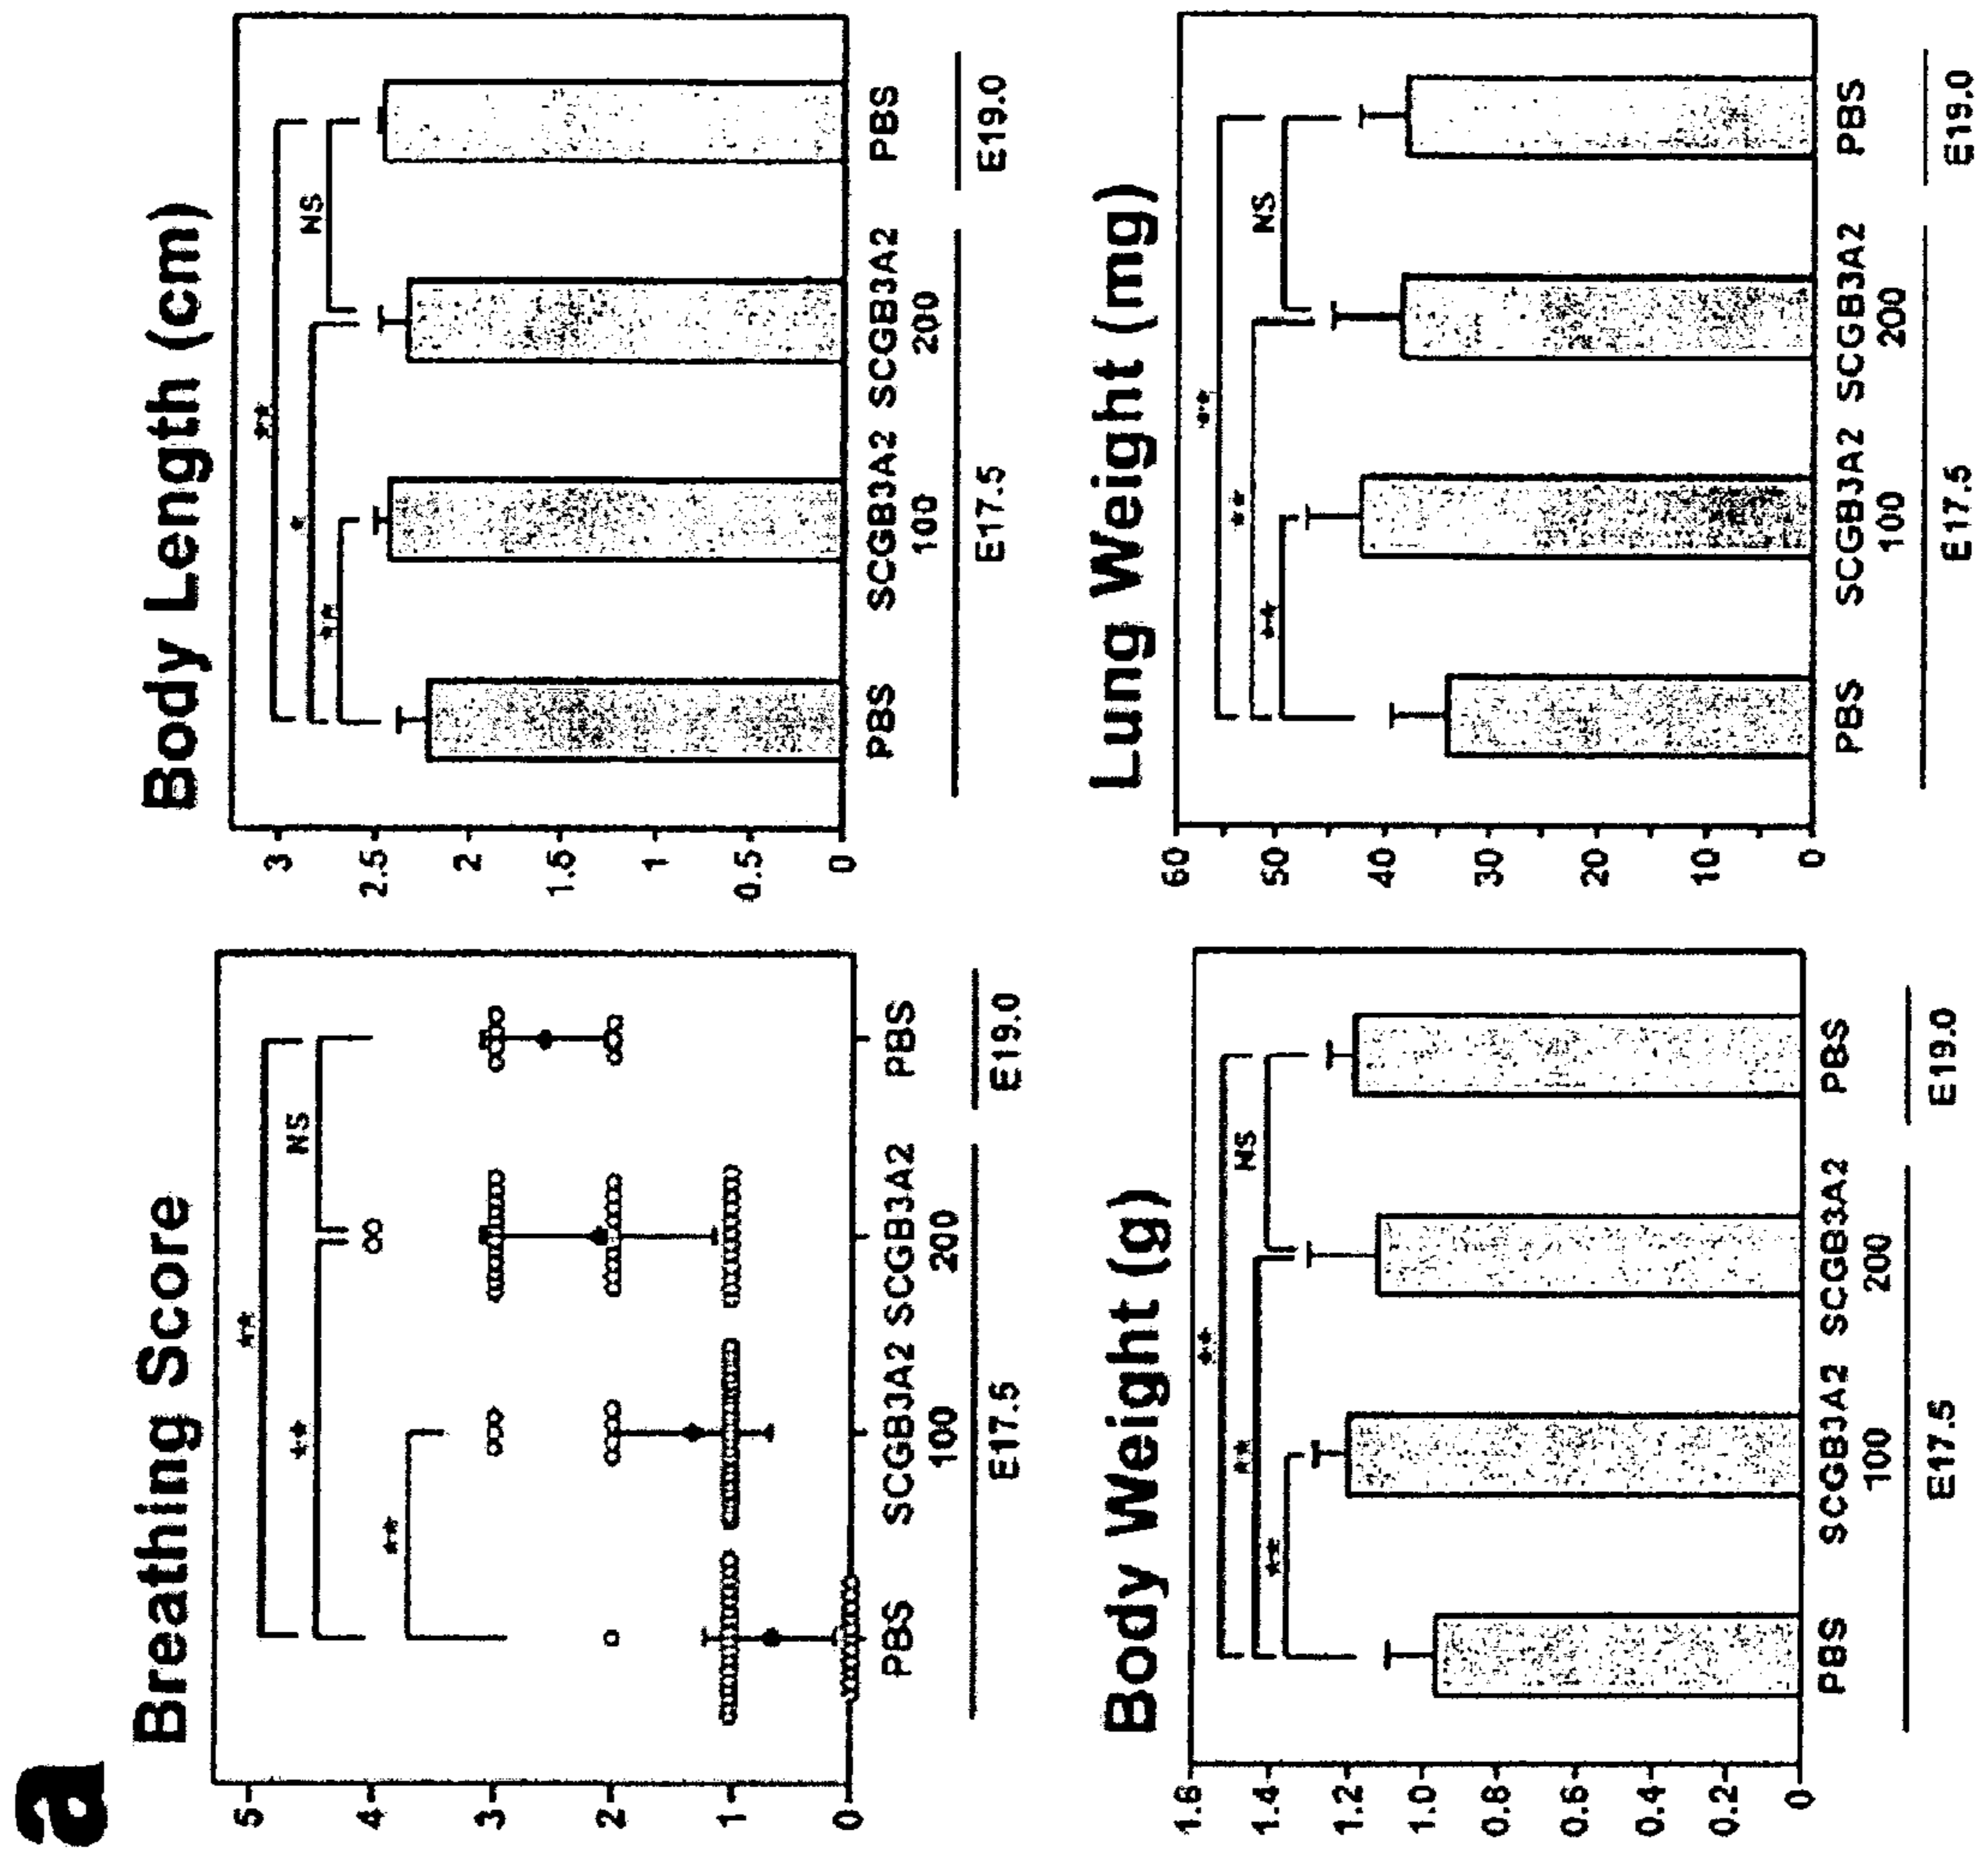 a
Breathing Score
**
** NS
**
5
4
3
2
1
0
PBS SCGB3A2 SCGB3A2 PBS
100 200
E17.5 E19.0
Body Length (cm)
**
* NS
**
3
2.5
2
1.5
1
0.5
0
PBS SCGB3A2 SCGB3A2 PBS
100 200
E17.5 E19.0
Body Weight (g)
**
** NS
**
1.6
1.4
1.2
1.0
0.8
0.6
0.4
0.2
0
PBS SCGB3A2 SCGB3A2 PBS
100 200
E17.5 E19.0
Lung Weight (mg)
**
** NS
**
60
50
40
30
20
10
0
PBS SCGB3A2 SCGB3A2 PBS
100 200
E17.5 E19.0